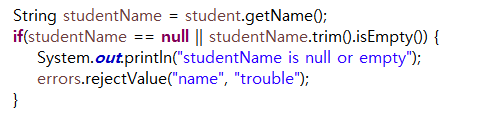 String studentName = student.getName();
if(studentName == null || studentName.trim().isEmpty()) {
System.out.println("studentName is null or empty");
errors.rejectValue("name", "trouble");
}